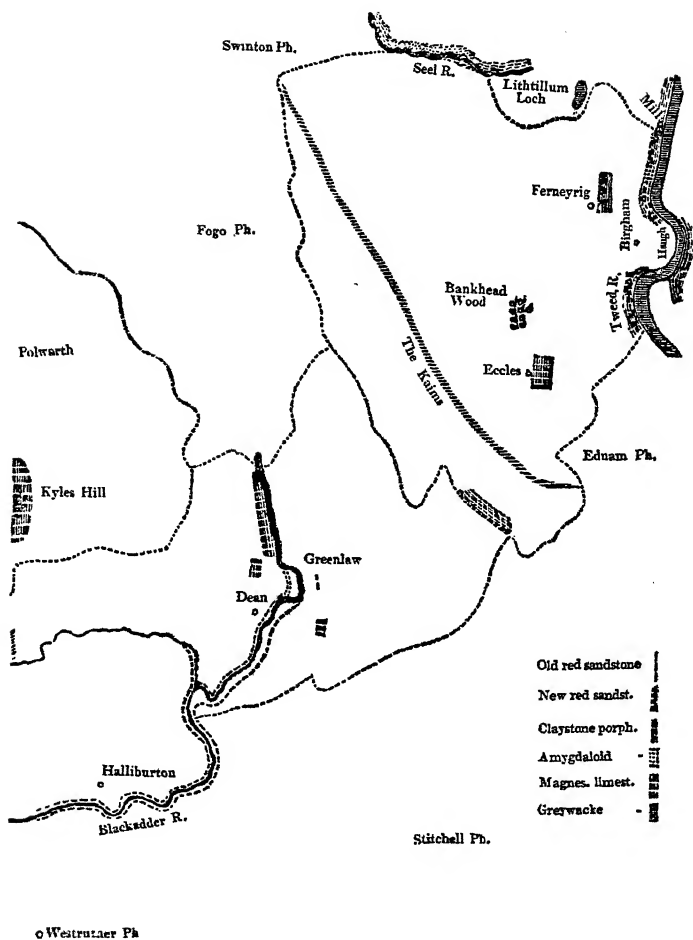 Swinton Ph.
Seel R.
Lithtillum
Loch
Mill
Ferneyrig
Birgham
Haugh
Fogo Ph.
Bankhead
Wood
Tweed R.
The Kaims
Polwarth
Eccles
Ednam Ph.
Kyles Hill
Greenlaw
Dean
Old red sandstone
New red sandst.
Claystone porph.
Amygdaloid
Magnes. limest.
Greywacke
Halliburton
Blackadder R.
Stitchell Ph.
Westruther Ph